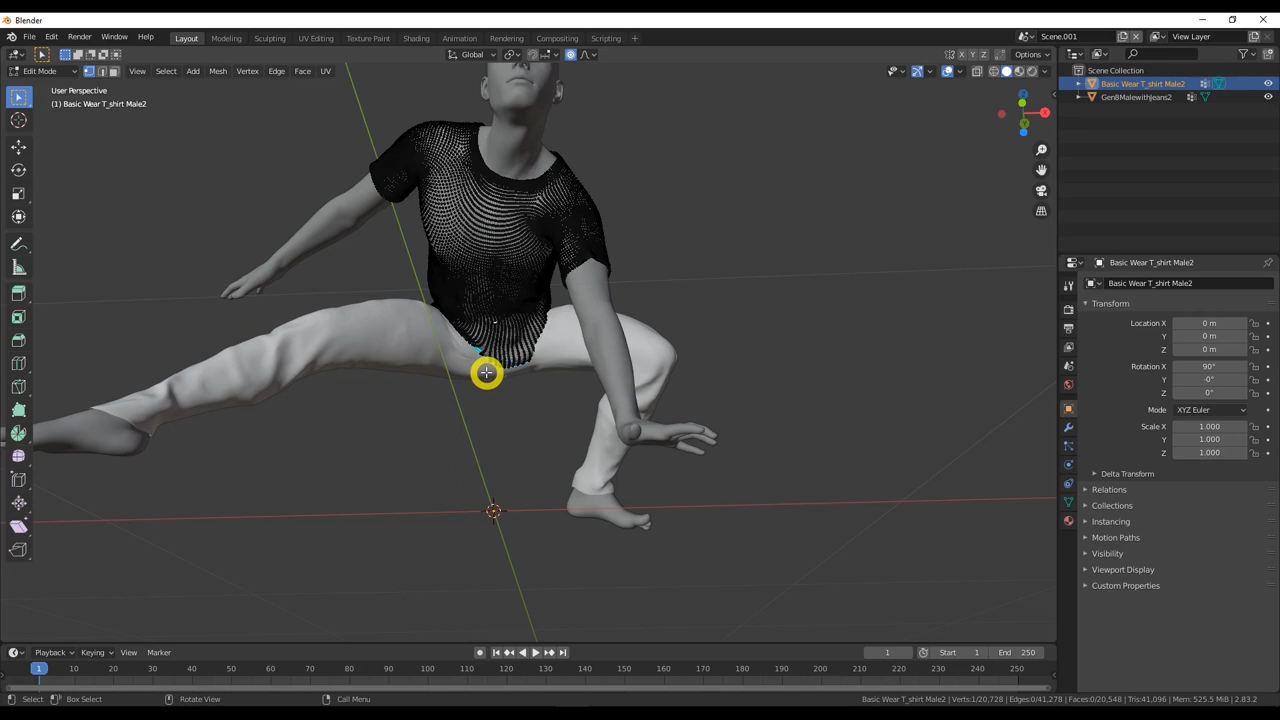 Blender
File Edit Render Window Help Layout Modeling Sculpting UV Editing Texture Paint Shading Animation Rendering Compositing Scripting + Scene.001 View Layer
Global X Y Z Options
Edit Mode View Select Add Mesh Vertex Edge Face UV
User Perspective
(1) Basic Wear T_shirt Male2
Scene Collection
Basic Wear T_shirt Male2
Gen8MalewithJeans2
Basic Wear T_shirt Male2
Basic Wear T_shirt Male2
Transform
Location X 0 m
Y 0 m
Z 0 m
Rotation X 90°
Y -0°
Z 0°
Mode XYZ Euler
Scale X 1.000
Y 1.000
Z 1.000
Delta Transform
Relations
Collections
Instancing
Motion Paths
Visibility
Viewport Display
Custom Properties
Playback Keying View Marker 1 Start 1 End 250
1 10 20 30 40 50 60 70 80 90 100 110 120 130 140 150 160 170 180 190 200 210 220 230 240 250
Select Box Select Rotate View Call Menu Basic Wear T_shirt Male2 | Verts:1/20,728 | Edges:0/41,278 | Faces:0/20,548 | Tris:41,096 | Mem: 525.5 MiB | 2.83.2